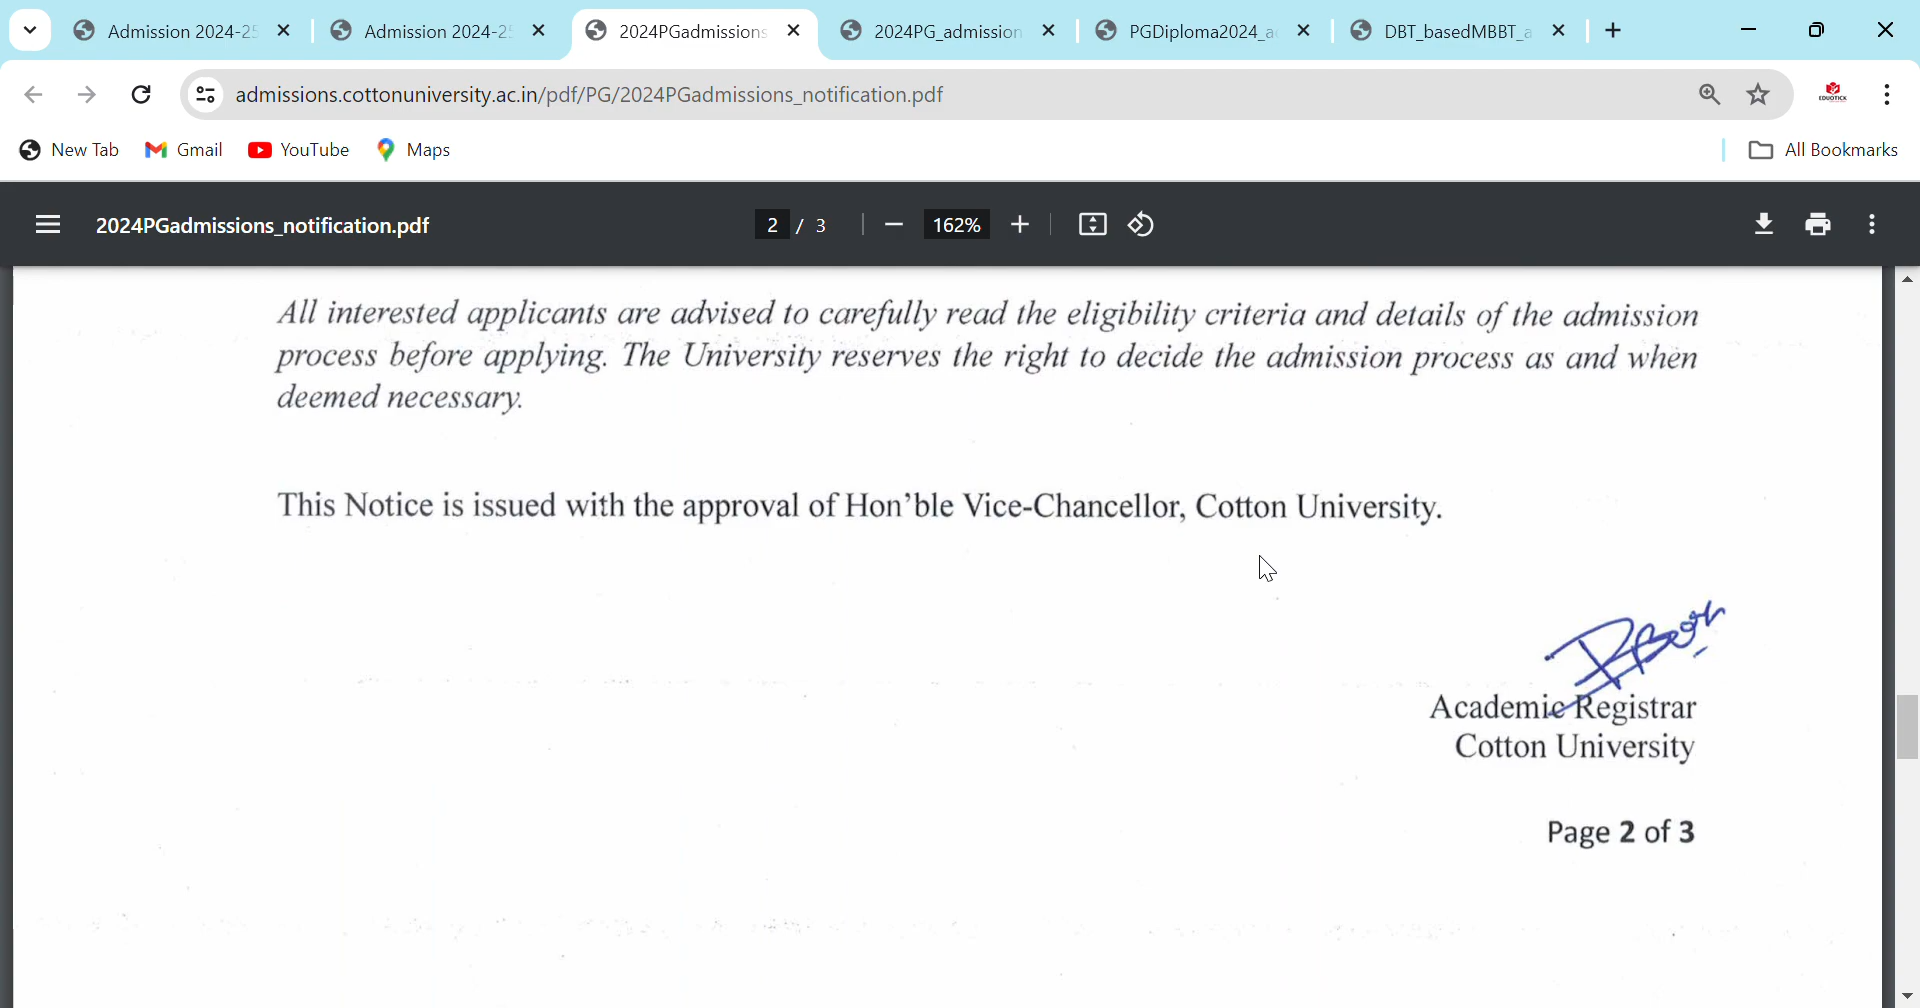 Admission 2024-25
Admission 2024-2
2024PGadmissions
2024PG_admission
PGDiploma2024_a
DBT_basedMBBT_a
admissions.cottonuniversity.ac.in/pdf/PG/2024PGadmissions_notification.pdf
EDUOTICK
New Tab
Gmail
YouTube
Maps
All Bookmarks
2024PGadmissions_notification.pdf
2 / 3
162%
All interested applicants are advised to carefully read the eligibility criteria and details of the admission
process before applying. The University reserves the right to decide the admission process as and when
deemed necessary.
This Notice is issued with the approval of Hon’ble Vice-Chancellor, Cotton University.
Academic Registrar
Cotton University
Page 2 of 3